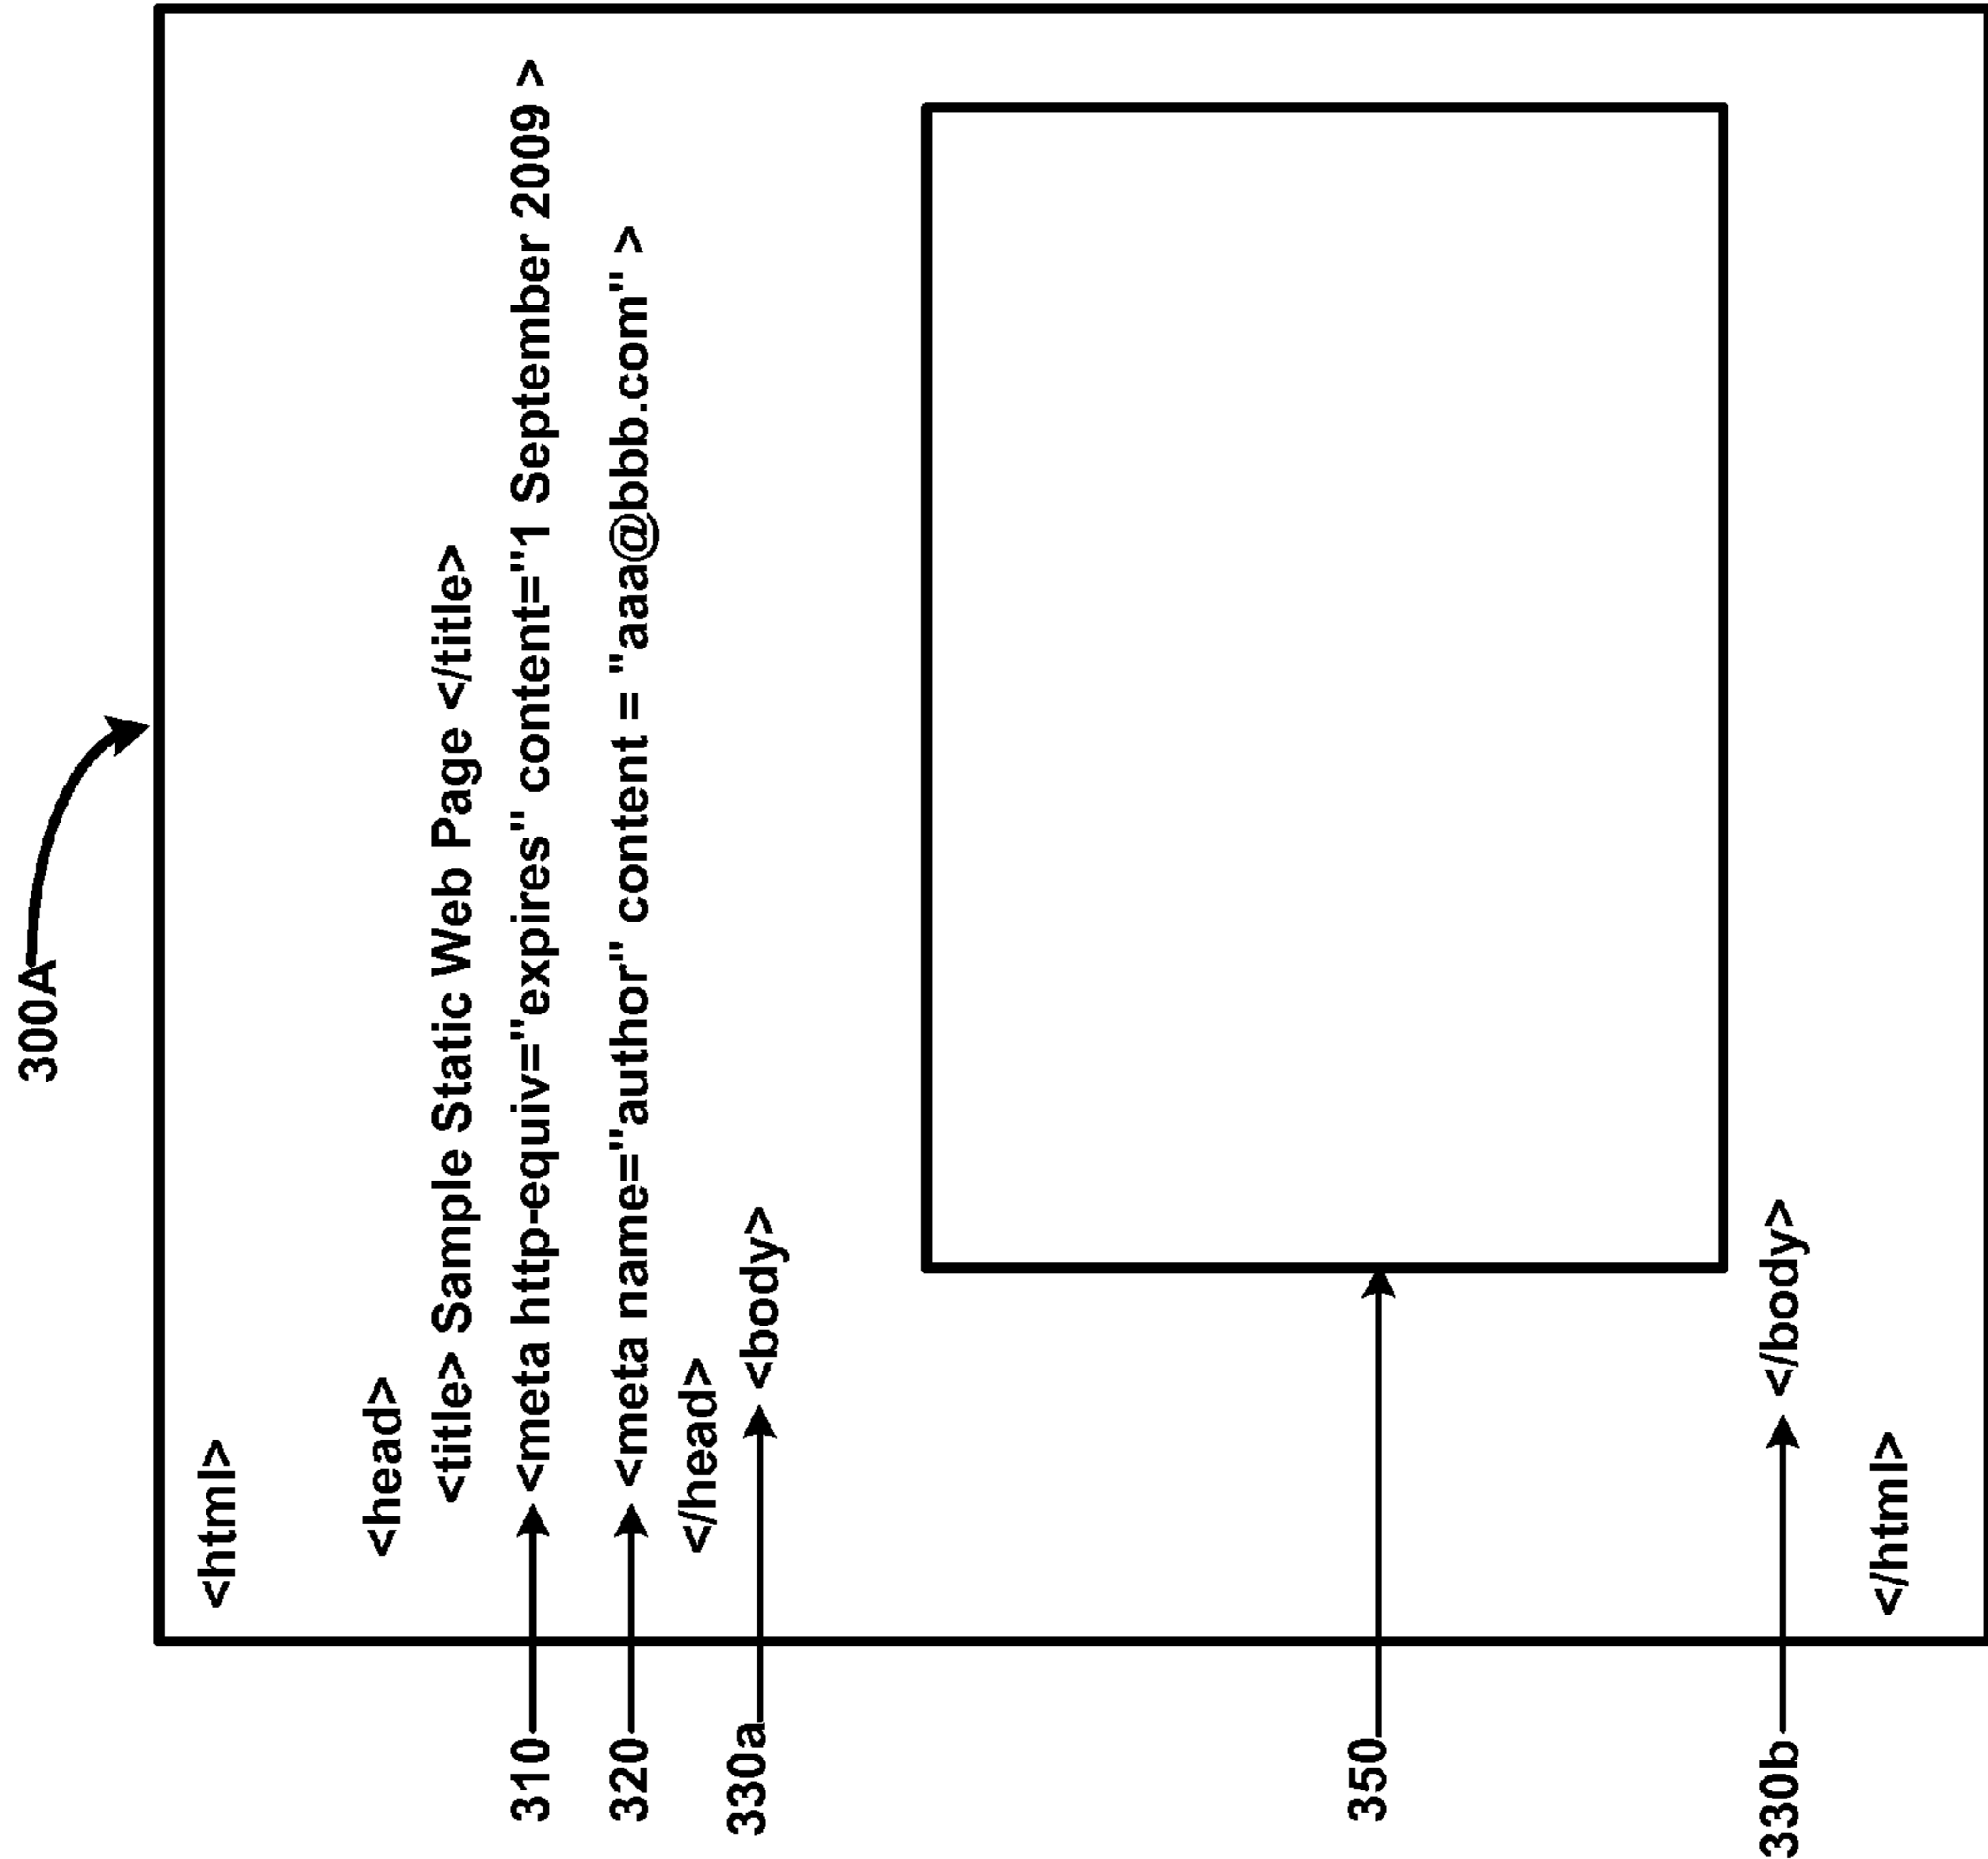 300A
<html>
<head>
<title> Sample Static Web Page </title>
310 <meta http-equiv="expires" content="1 September 2009 >
320 <meta name="author" content ="aaa@bbb.com" >
</head>
330a <body>
350
330b </body>
</html>